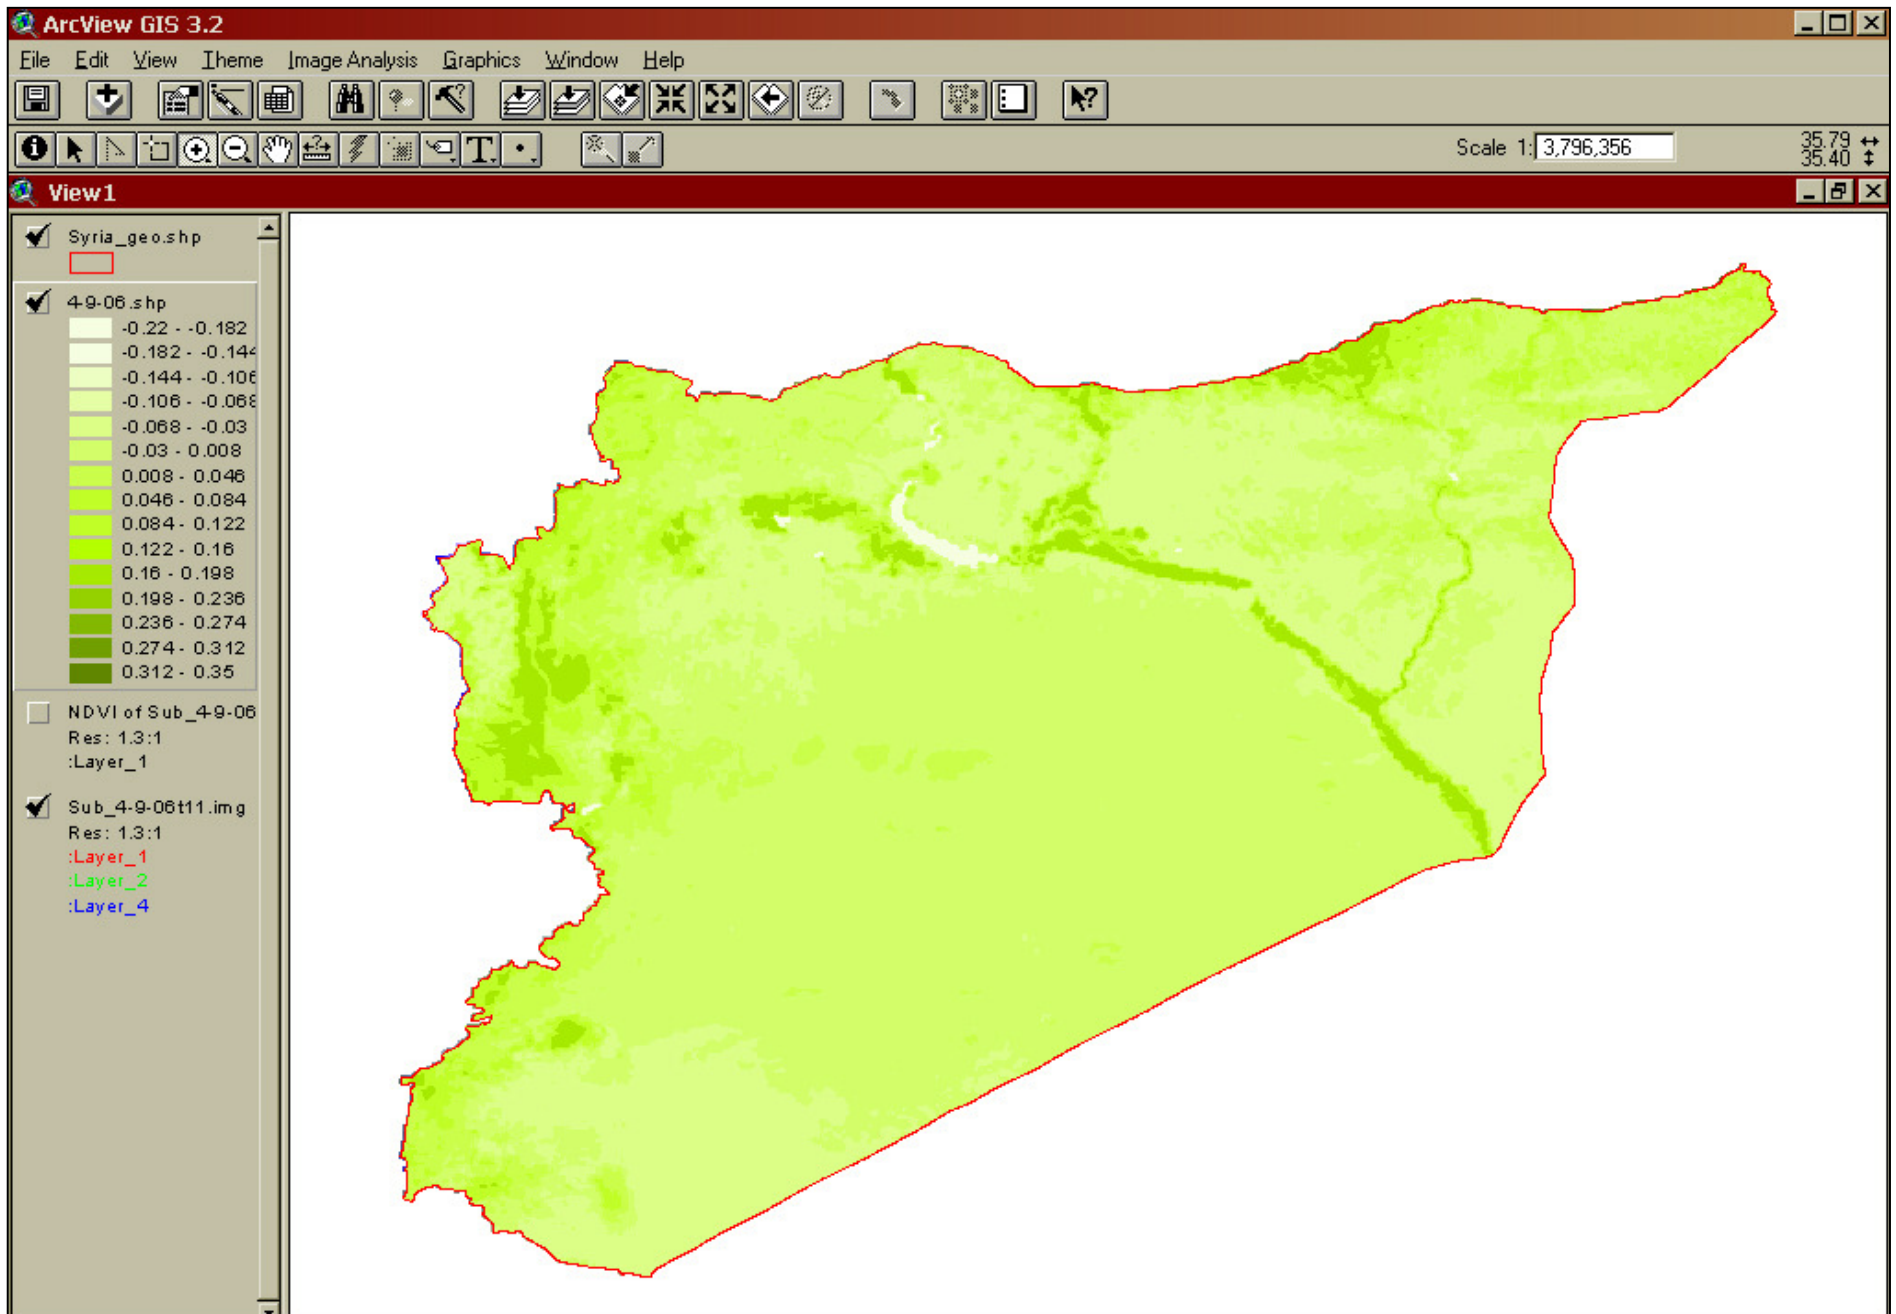 ArcView GIS 3.2
File Edit View Theme Image Analysis Graphics Window Help
Scale 1: 3,796,356
35.79
35.40
View1
Syria_geo.shp
4-9-06.shp
-0.22 - -0.182
-0.182 - -0.144
-0.144 - -0.106
-0.106 - -0.068
-0.068 - -0.03
-0.03 - 0.008
0.008 - 0.046
0.046 - 0.084
0.084 - 0.122
0.122 - 0.16
0.16 - 0.198
0.198 - 0.236
0.236 - 0.274
0.274 - 0.312
0.312 - 0.35
NDVI of Sub_4-9-06
Res: 1.3:1
:Layer_1
Sub_4-9-06t11.img
Res: 1.3:1
:Layer_1
:Layer_2
:Layer_4